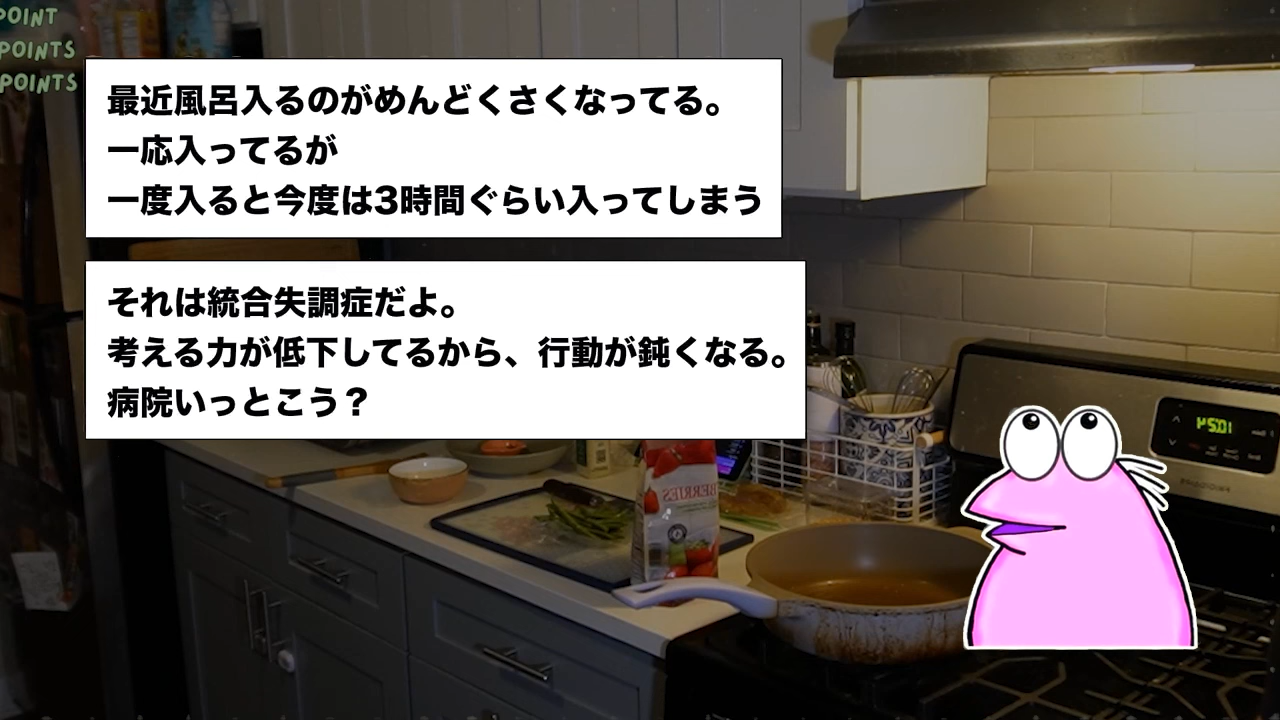 POINT
POINTS
POINTS
最近風呂入るのがめんどくさくなってる。
一応入ってるが
一度入ると今度は3時間ぐらい入ってしまう
それは統合失調症だよ。
考える力が低下してるから、行動が鈍くなる。
病院いっとこう？
BERRIES